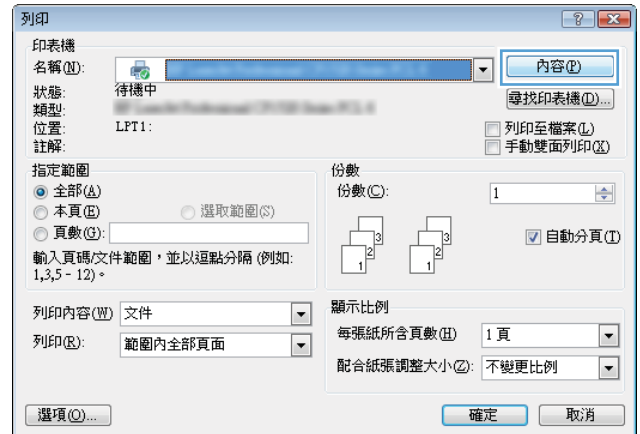 列印
印表機
名稱(N):
內容(P)
狀態: 待機中
類型:
尋找印表機(D)...
位置: LPT1:
列印至檔案(L)
註解:
手動雙面列印(X)
指定範圍
全部(A)
本頁(E) 選取範圍(S)
頁數(G):
輸入頁碼/文件範圍，並以逗點分隔 (例如:
1,3,5 - 12)。
份數
份數(C): 1
1 2 3 1 2 3
自動分頁(T)
列印內容(W) 文件
列印(R): 範圍內全部頁面
顯示比例
每張紙所含頁數(H) 1 頁
配合紙張調整大小(Z): 不變更比例
選項(O)... 確定 取消